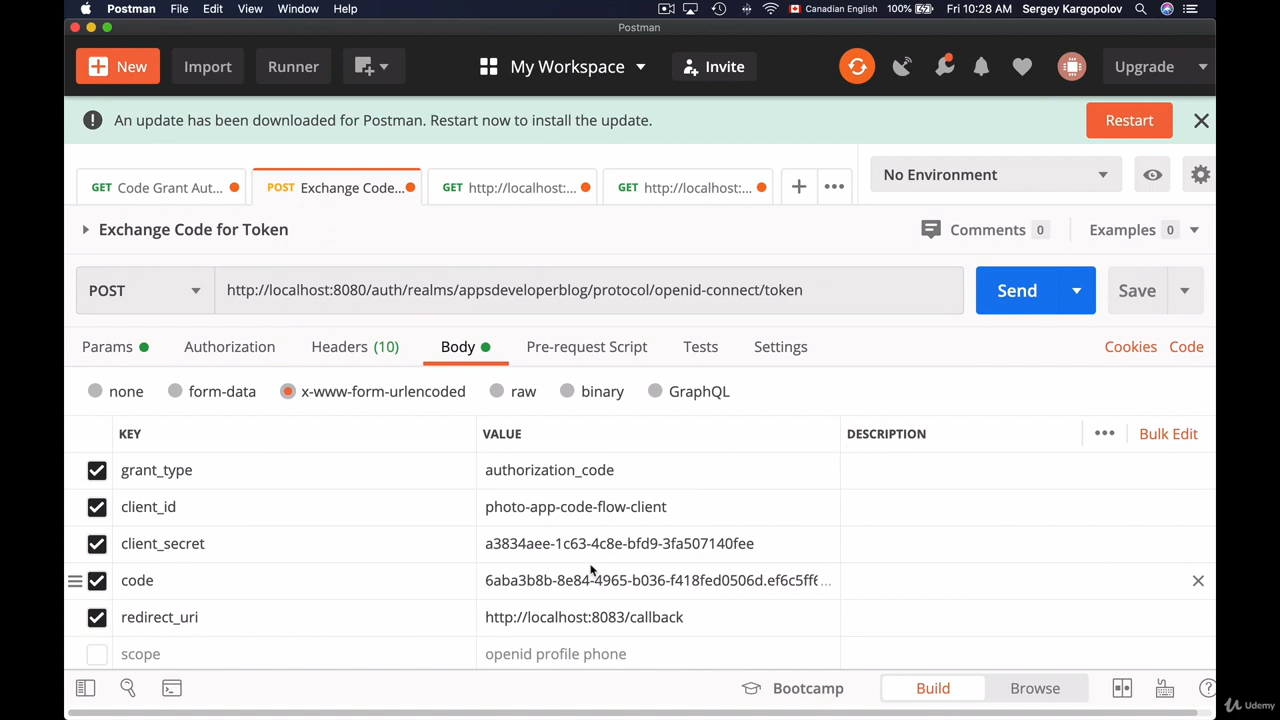 Postman File Edit View Window Help Canadian English 100% Fri 10:28 AM Sergey Kargopolov
Postman
New Import Runner My Workspace Invite Upgrade
An update has been downloaded for Postman. Restart now to install the update. Restart
GET Code Grant Aut... POST Exchange Code... GET http://localhost:... GET http://localhost:... No Environment
Exchange Code for Token Comments 0 Examples 0
POST http://localhost:8080/auth/realms/appsdeveloperblog/protocol/openid-connect/token Send Save
Params Authorization Headers (10) Body Pre-request Script Tests Settings Cookies Code
none form-data x-www-form-urlencoded raw binary GraphQL
KEY VALUE DESCRIPTION Bulk Edit
grant_type authorization_code
client_id photo-app-code-flow-client
client_secret a3834aee-1c63-4c8e-bfd9-3fa507140fee
code 6aba3b8b-8e84-4965-b036-f418fed0506d.ef6c5ff6...
redirect_uri http://localhost:8083/callback
scope openid profile phone
Bootcamp Build Browse
Udemy